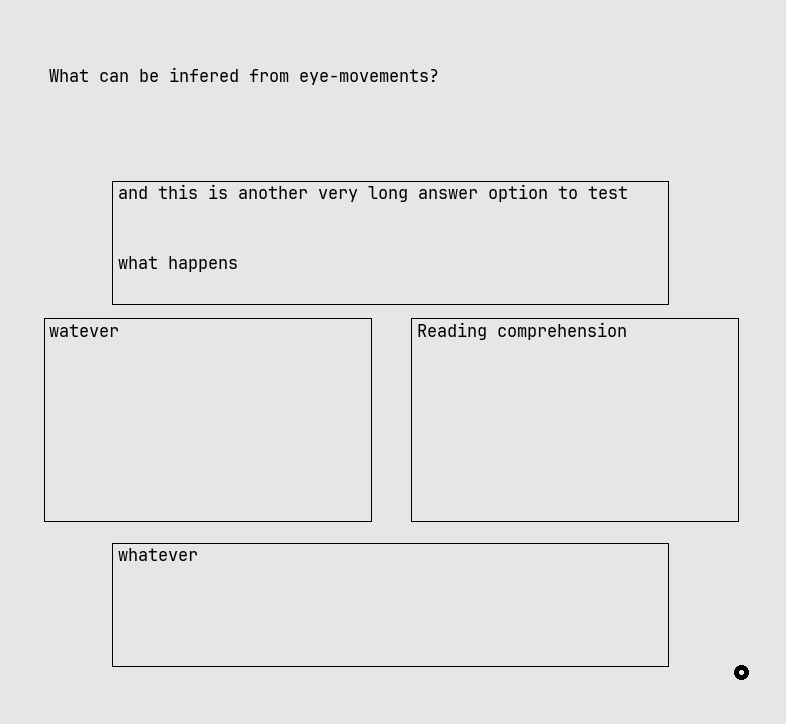 What can be infered from eye-movements?
and this is another very long answer option to test
what happens
watever
Reading comprehension
whatever